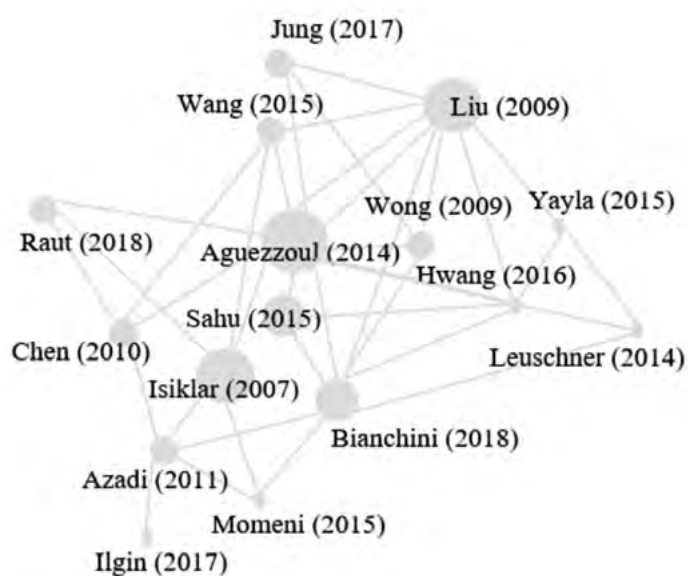 Jung (2017)
Wang (2015)
Liu (2009)
Wong (2009)
Yayla (2015)
Raut (2018)
Aguezzoul (2014)
Hwang (2016)
Sahu (2015)
Chen (2010)
Leuschner (2014)
Isiklar (2007)
Bianchini (2018)
Azadi (2011)
Momeni (2015)
Ilgin (2017)